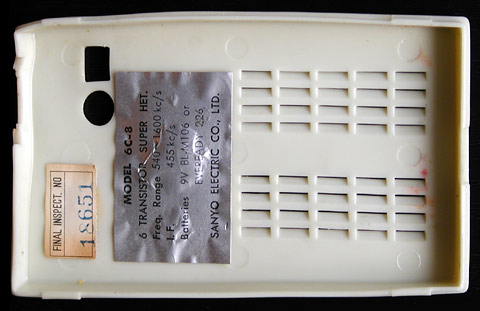 MODEL 6C-8
6 TRANSISTOR SUPER HET.
Freq. Range 540~1600 kc/s
I.F. 455 kc/s
Batteries 9V BL-M106 or
EVEREADY 226
SANYO ELECTRIC CO., LTD.
FINAL INSPECT. NO
18651